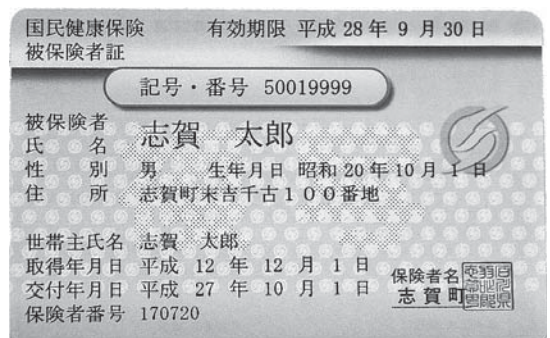 国民健康保険 有効期限 平成 28 年 9 月 30 日
被保険者証
記号・番号 50019999
被保険者
氏 名 志賀 太郎
性 別 男 生年月日 昭和 20 年 10 月 1 日
住 所 志賀町末吉千古１００番地
世帯主氏名 志賀 太郎
取得年月日 平成 12 年 12 月 1 日
交付年月日 平成 27 年 10 月 1 日
保険者番号 170720
保険者名
志賀町